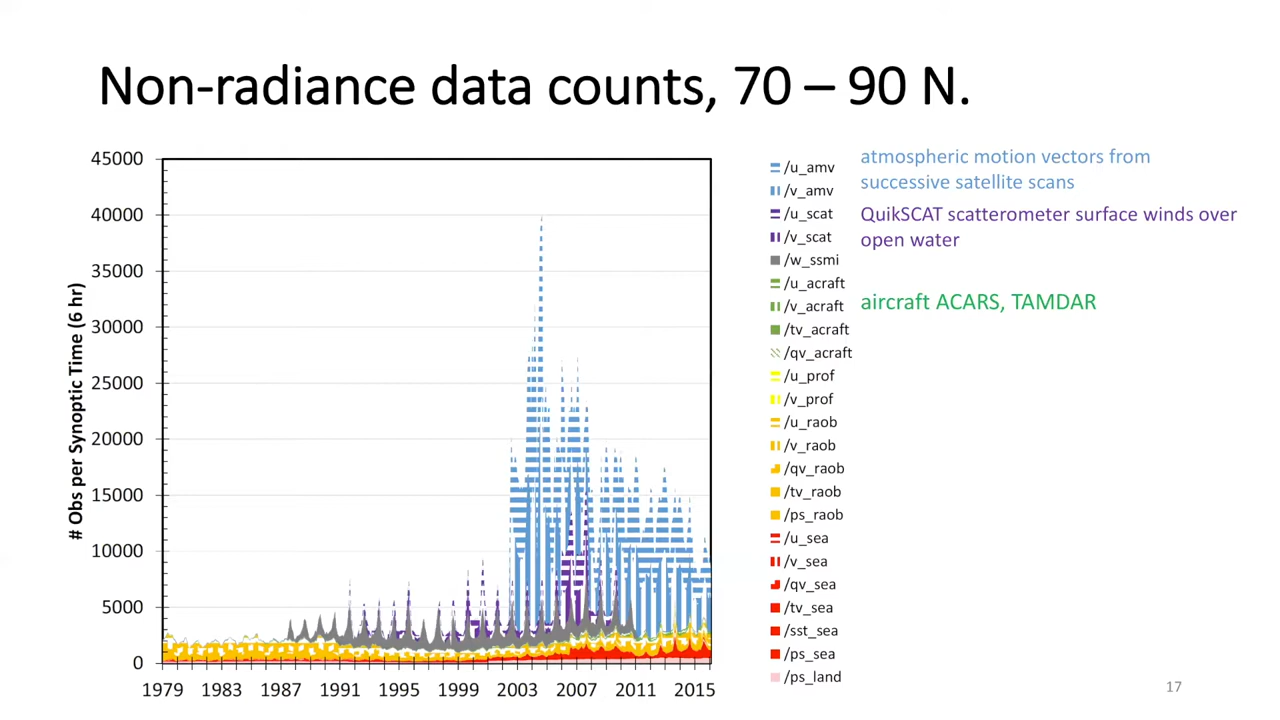 Non-radiance data counts, 70 – 90 N.
# Obs per Synoptic Time (6 hr)
45000
40000
35000
30000
25000
20000
15000
10000
5000
0
1979 1983 1987 1991 1995 1999 2003 2007 2011 2015
/u_amv
/v_amv
/u_scat
/v_scat
/w_ssmi
/u_acraft
/v_acraft
/tv_acraft
/qv_acraft
/u_prof
/v_prof
/u_raob
/v_raob
/qv_raob
/tv_raob
/ps_raob
/u_sea
/v_sea
/qv_sea
/tv_sea
/sst_sea
/ps_sea
/ps_land
atmospheric motion vectors from
successive satellite scans
QuikSCAT scatterometer surface winds over
open water
aircraft ACARS, TAMDAR
17